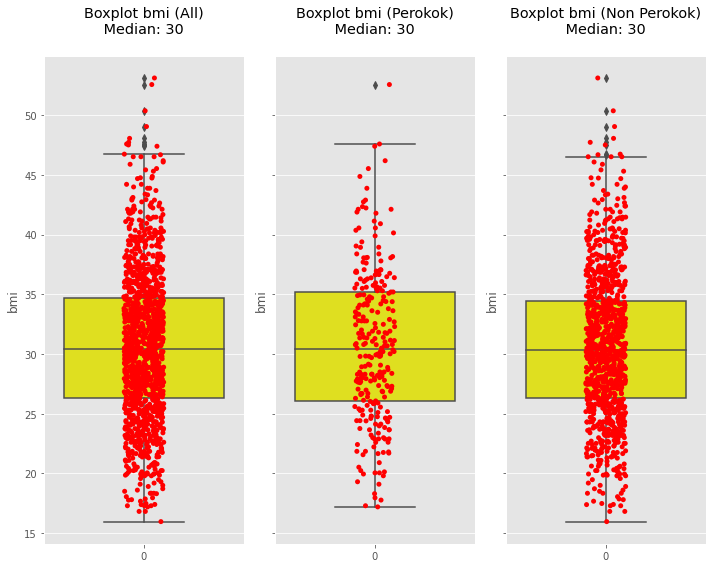 Boxplot bmi (All)
Median: 30
Boxplot bmi (Perokok)
Median: 30
Boxplot bmi (Non Perokok)
Median: 30
bmi
50
45
40
35
30
25
20
15
0
bmi
0
bmi
0